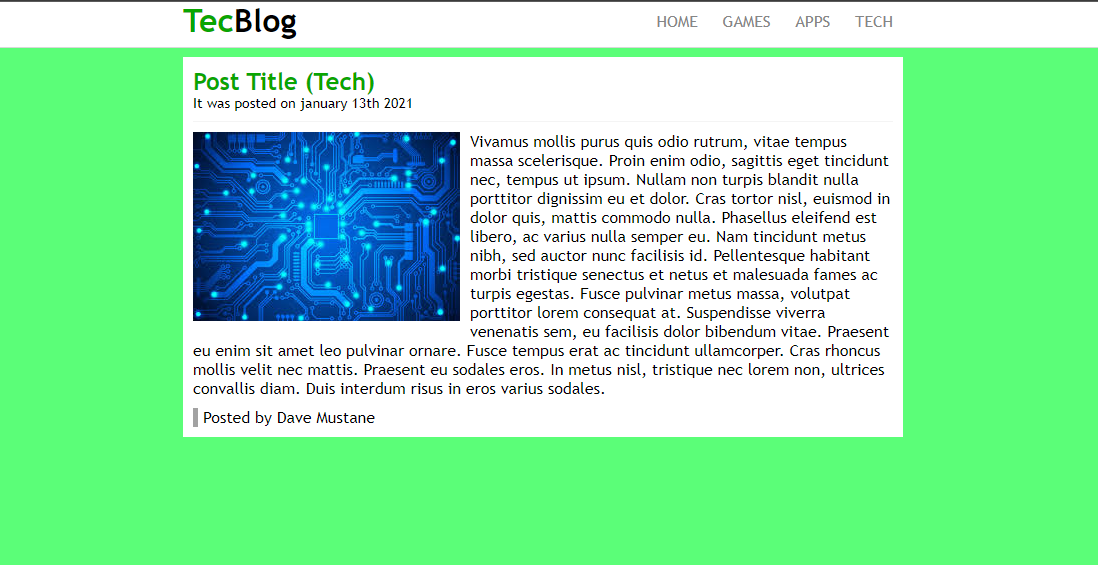 TecBlog
HOME GAMES APPS TECH
Post Title (Tech)
It was posted on january 13th 2021
Vivamus mollis purus quis odio rutrum, vitae tempus
massa scelerisque. Proin enim odio, sagittis eget tincidunt
nec, tempus ut ipsum. Nullam non turpis blandit nulla
porttitor dignissim eu et dolor. Cras tortor nisl, euismod in
dolor quis, mattis commodo nulla. Phasellus eleifend est
libero, ac varius nulla semper eu. Nam tincidunt metus
nibh, sed auctor nunc facilisis id. Pellentesque habitant
morbi tristique senectus et netus et malesuada fames ac
turpis egestas. Fusce pulvinar metus massa, volutpat
porttitor lorem consequat at. Suspendisse viverra
venenatis sem, eu facilisis dolor bibendum vitae. Praesent
eu enim sit amet leo pulvinar ornare. Fusce tempus erat ac tincidunt ullamcorper. Cras rhoncus
mollis velit nec mattis. Praesent eu sodales eros. In metus nisl, tristique nec lorem non, ultrices
convallis diam. Duis interdum risus in eros varius sodales.
Posted by Dave Mustane